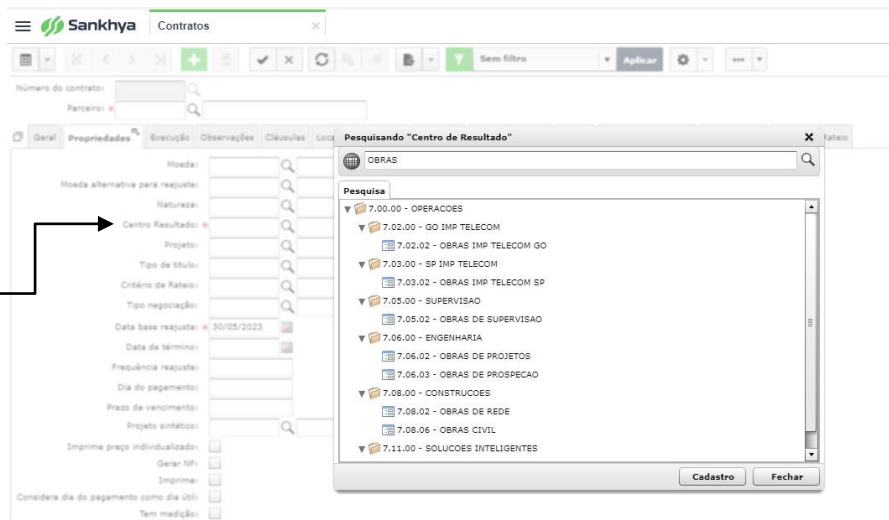 Sankhya Contratos
Sem filtro Aplicar
Número do contrato:
Parceiro:
Geral Propriedades Execução Observações Cláusulas Rateio
Moeda:
Moeda alternativa para reajuste:
Natureza:
Centro Resultado:
Projeto:
Tipo de título:
Critério de Rateio:
Tipo negociação:
Data base reajuste: 30/05/2023
Data de término:
Frequência reajuste:
Dia do pagamento:
Prazo de vencimento:
Projeto sintético:
Imprime preço individualizado:
Gerar NF:
Imprime:
Considera dia do pagamento como dia útil:
Tem medição:
Pesquisando "Centro de Resultado"
OBRAS
Pesquisa
7.00.00 - OPERACOES
7.02.00 - GO IMP TELECOM
7.02.02 - OBRAS IMP TELECOM GO
7.03.00 - SP IMP TELECOM
7.03.02 - OBRAS IMP TELECOM SP
7.05.00 - SUPERVISAO
7.05.02 - OBRAS DE SUPERVISAO
7.06.00 - ENGENHARIA
7.06.02 - OBRAS DE PROJETOS
7.06.03 - OBRAS DE PROSPECAO
7.08.00 - CONSTRUCOES
7.08.02 - OBRAS DE REDE
7.08.06 - OBRAS CIVIL
7.11.00 - SOLUCOES INTELIGENTES
Cadastro Fechar